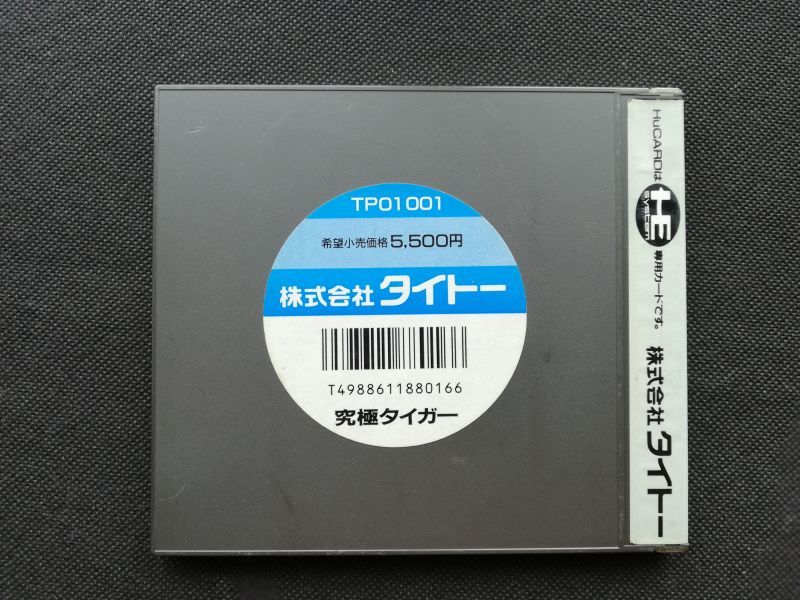 TP01001
希望小売価格 5,500円
株式会社 タイトー
T4988611880166
究極タイガー
HuCARDは HE system 専用カードです。 株式会社 タイトー